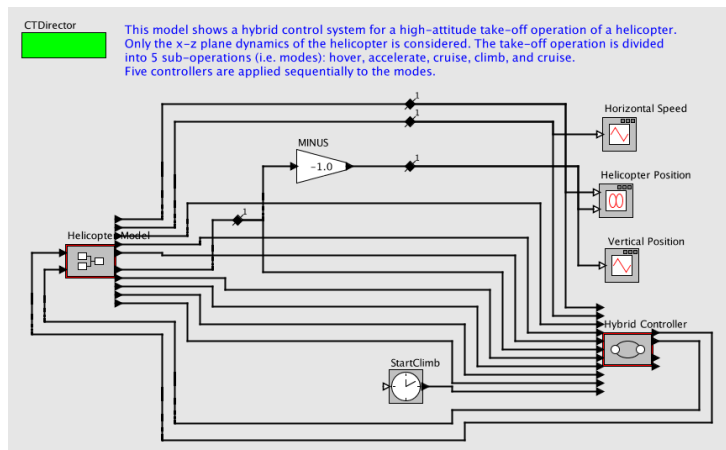 CTDirector
This model shows a hybrid control system for a high-attitude take-off operation of a helicopter.
Only the x-z plane dynamics of the helicopter is considered. The take-off operation is divided
into 5 sub-operations (i.e. modes): hover, accelerate, cruise, climb, and cruise.
Five controllers are applied sequentially to the modes.
1
1
Horizontal Speed
MINUS
-1.0
1
Helicopter Position
1
Helicopter Model
Vertical Position
Hybrid Controller
StartClimb